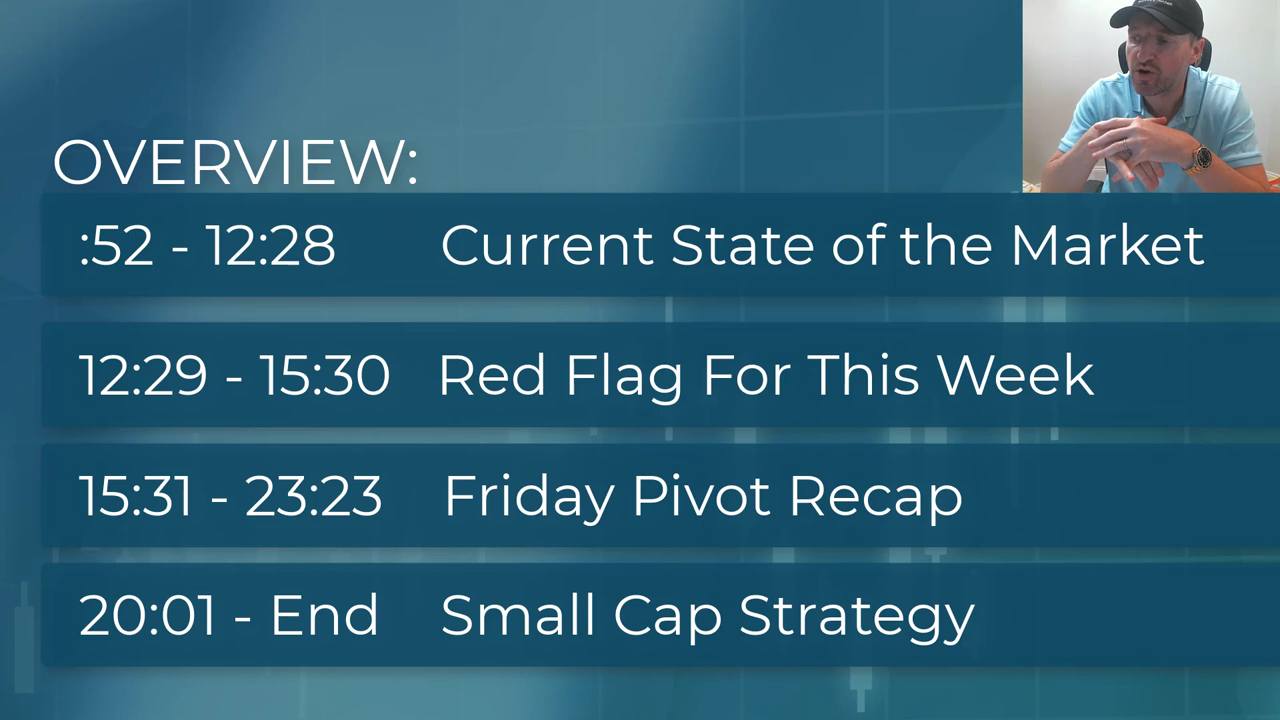 OVERVIEW:
:52 - 12:28 Current State of the Market
12:29 - 15:30 Red Flag For This Week
15:31 - 23:23 Friday Pivot Recap
20:01 - End Small Cap Strategy